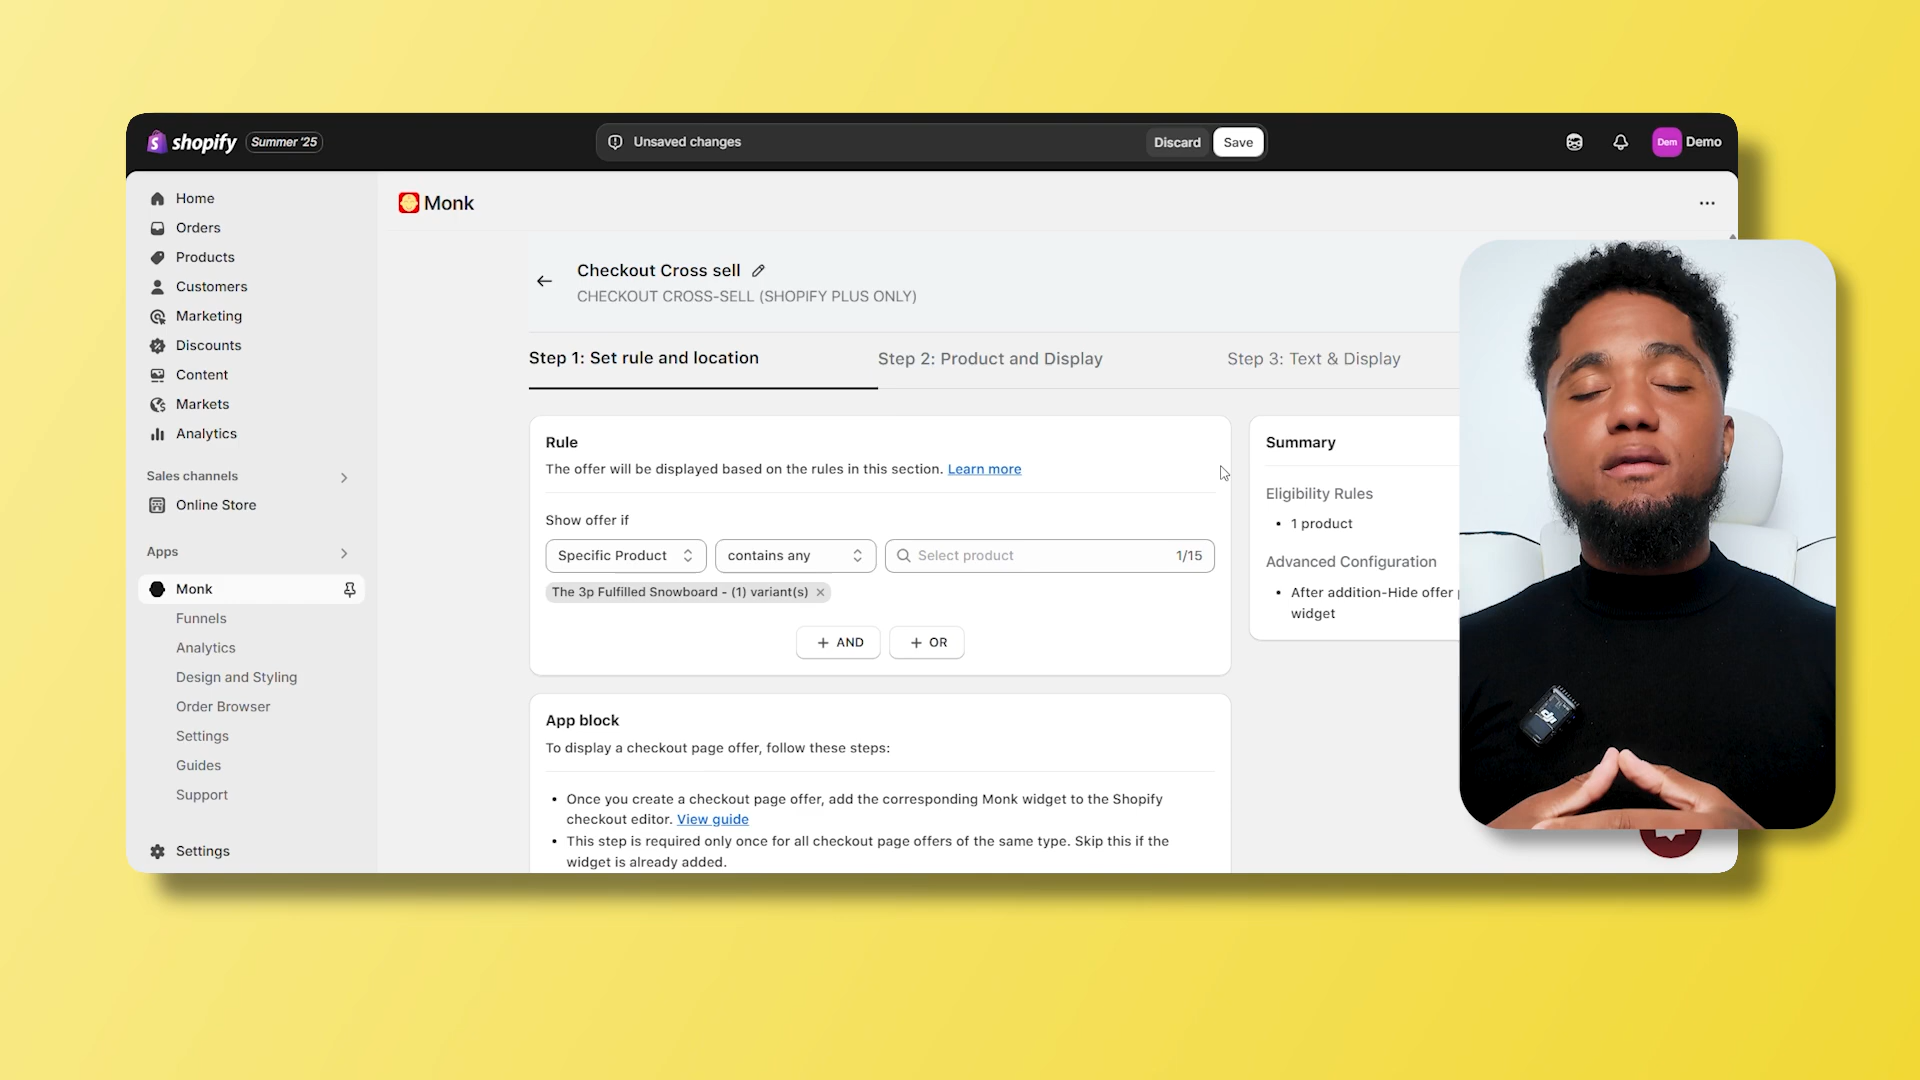 shopify Summer '25
Unsaved changes
Discard
Save
Dem Demo
Home
Orders
Products
Customers
Marketing
Discounts
Content
Markets
Analytics
Sales channels
Online Store
Apps
Monk
Funnels
Analytics
Design and Styling
Order Browser
Settings
Guides
Support
Settings
Monk
Checkout Cross sell
CHECKOUT CROSS-SELL (SHOPIFY PLUS ONLY)
Step 1: Set rule and location
Step 2: Product and Display
Step 3: Text & Display
Rule
The offer will be displayed based on the rules in this section. Learn more
Show offer if
Specific Product
contains any
Select product 1/15
The 3p Fulfilled Snowboard - (1) variant(s)
+ AND
+ OR
App block
To display a checkout page offer, follow these steps:
• Once you create a checkout page offer, add the corresponding Monk widget to the Shopify
checkout editor. View guide
• This step is required only once for all checkout page offers of the same type. Skip this if the
widget is already added.
Summary
Eligibility Rules
• 1 product
Advanced Configuration
• After addition-Hide offer
widget
dji